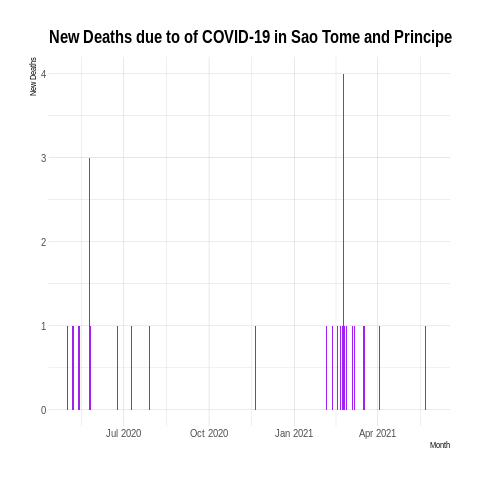 New Deaths due to of COVID-19 in Sao Tome and Principe
New Deaths
4
3
2
1
0
Jul 2020 Oct 2020 Jan 2021 Apr 2021
Month